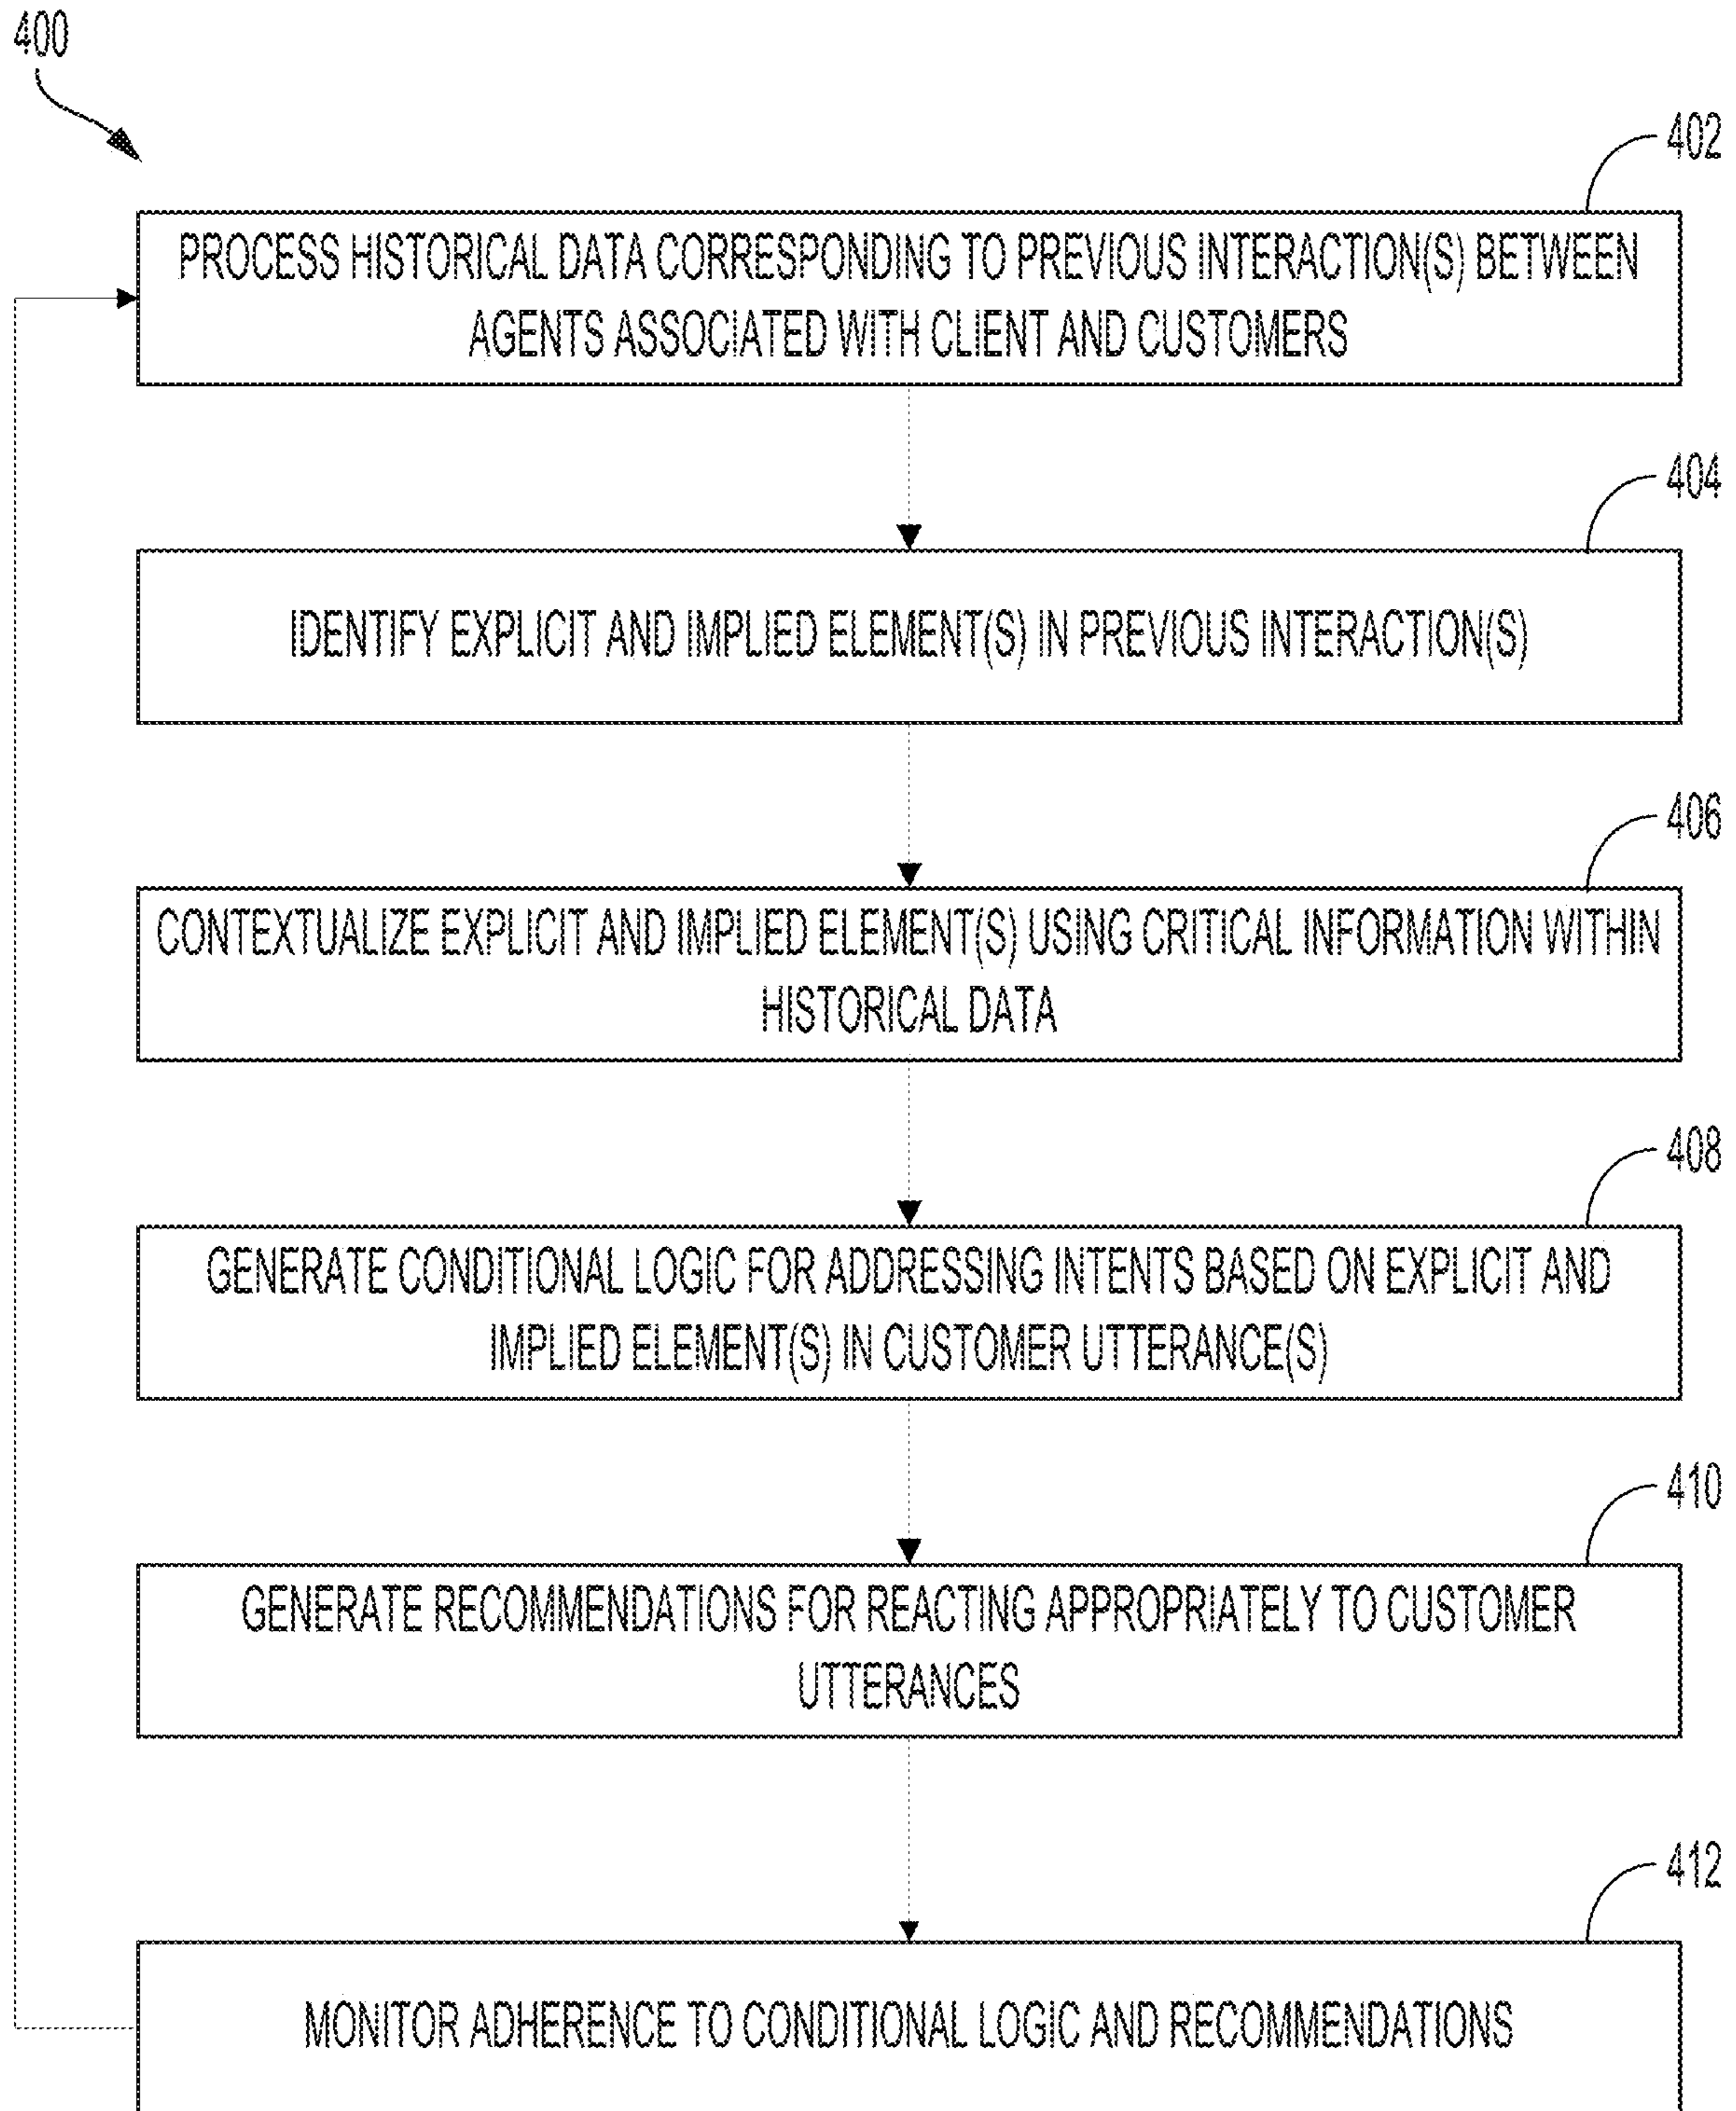 400
402
PROCESS HISTORICAL DATA CORRESPONDING TO PREVIOUS INTERACTION(S) BETWEEN
AGENTS ASSOCIATED WITH CLIENT AND CUSTOMERS
404
IDENTIFY EXPLICIT AND IMPLIED ELEMENT(S) IN PREVIOUS INTERACTION(S)
406
CONTEXTUALIZE EXPLICIT AND IMPLIED ELEMENT(S) USING CRITICAL INFORMATION WITHIN
HISTORICAL DATA
408
GENERATE CONDITIONAL LOGIC FOR ADDRESSING INTENTS BASED ON EXPLICIT AND
IMPLIED ELEMENT(S) IN CUSTOMER UTTERANCE(S)
410
GENERATE RECOMMENDATIONS FOR REACTING APPROPRIATELY TO CUSTOMER
UTTERANCES
412
MONITOR ADHERENCE TO CONDITIONAL LOGIC AND RECOMMENDATIONS